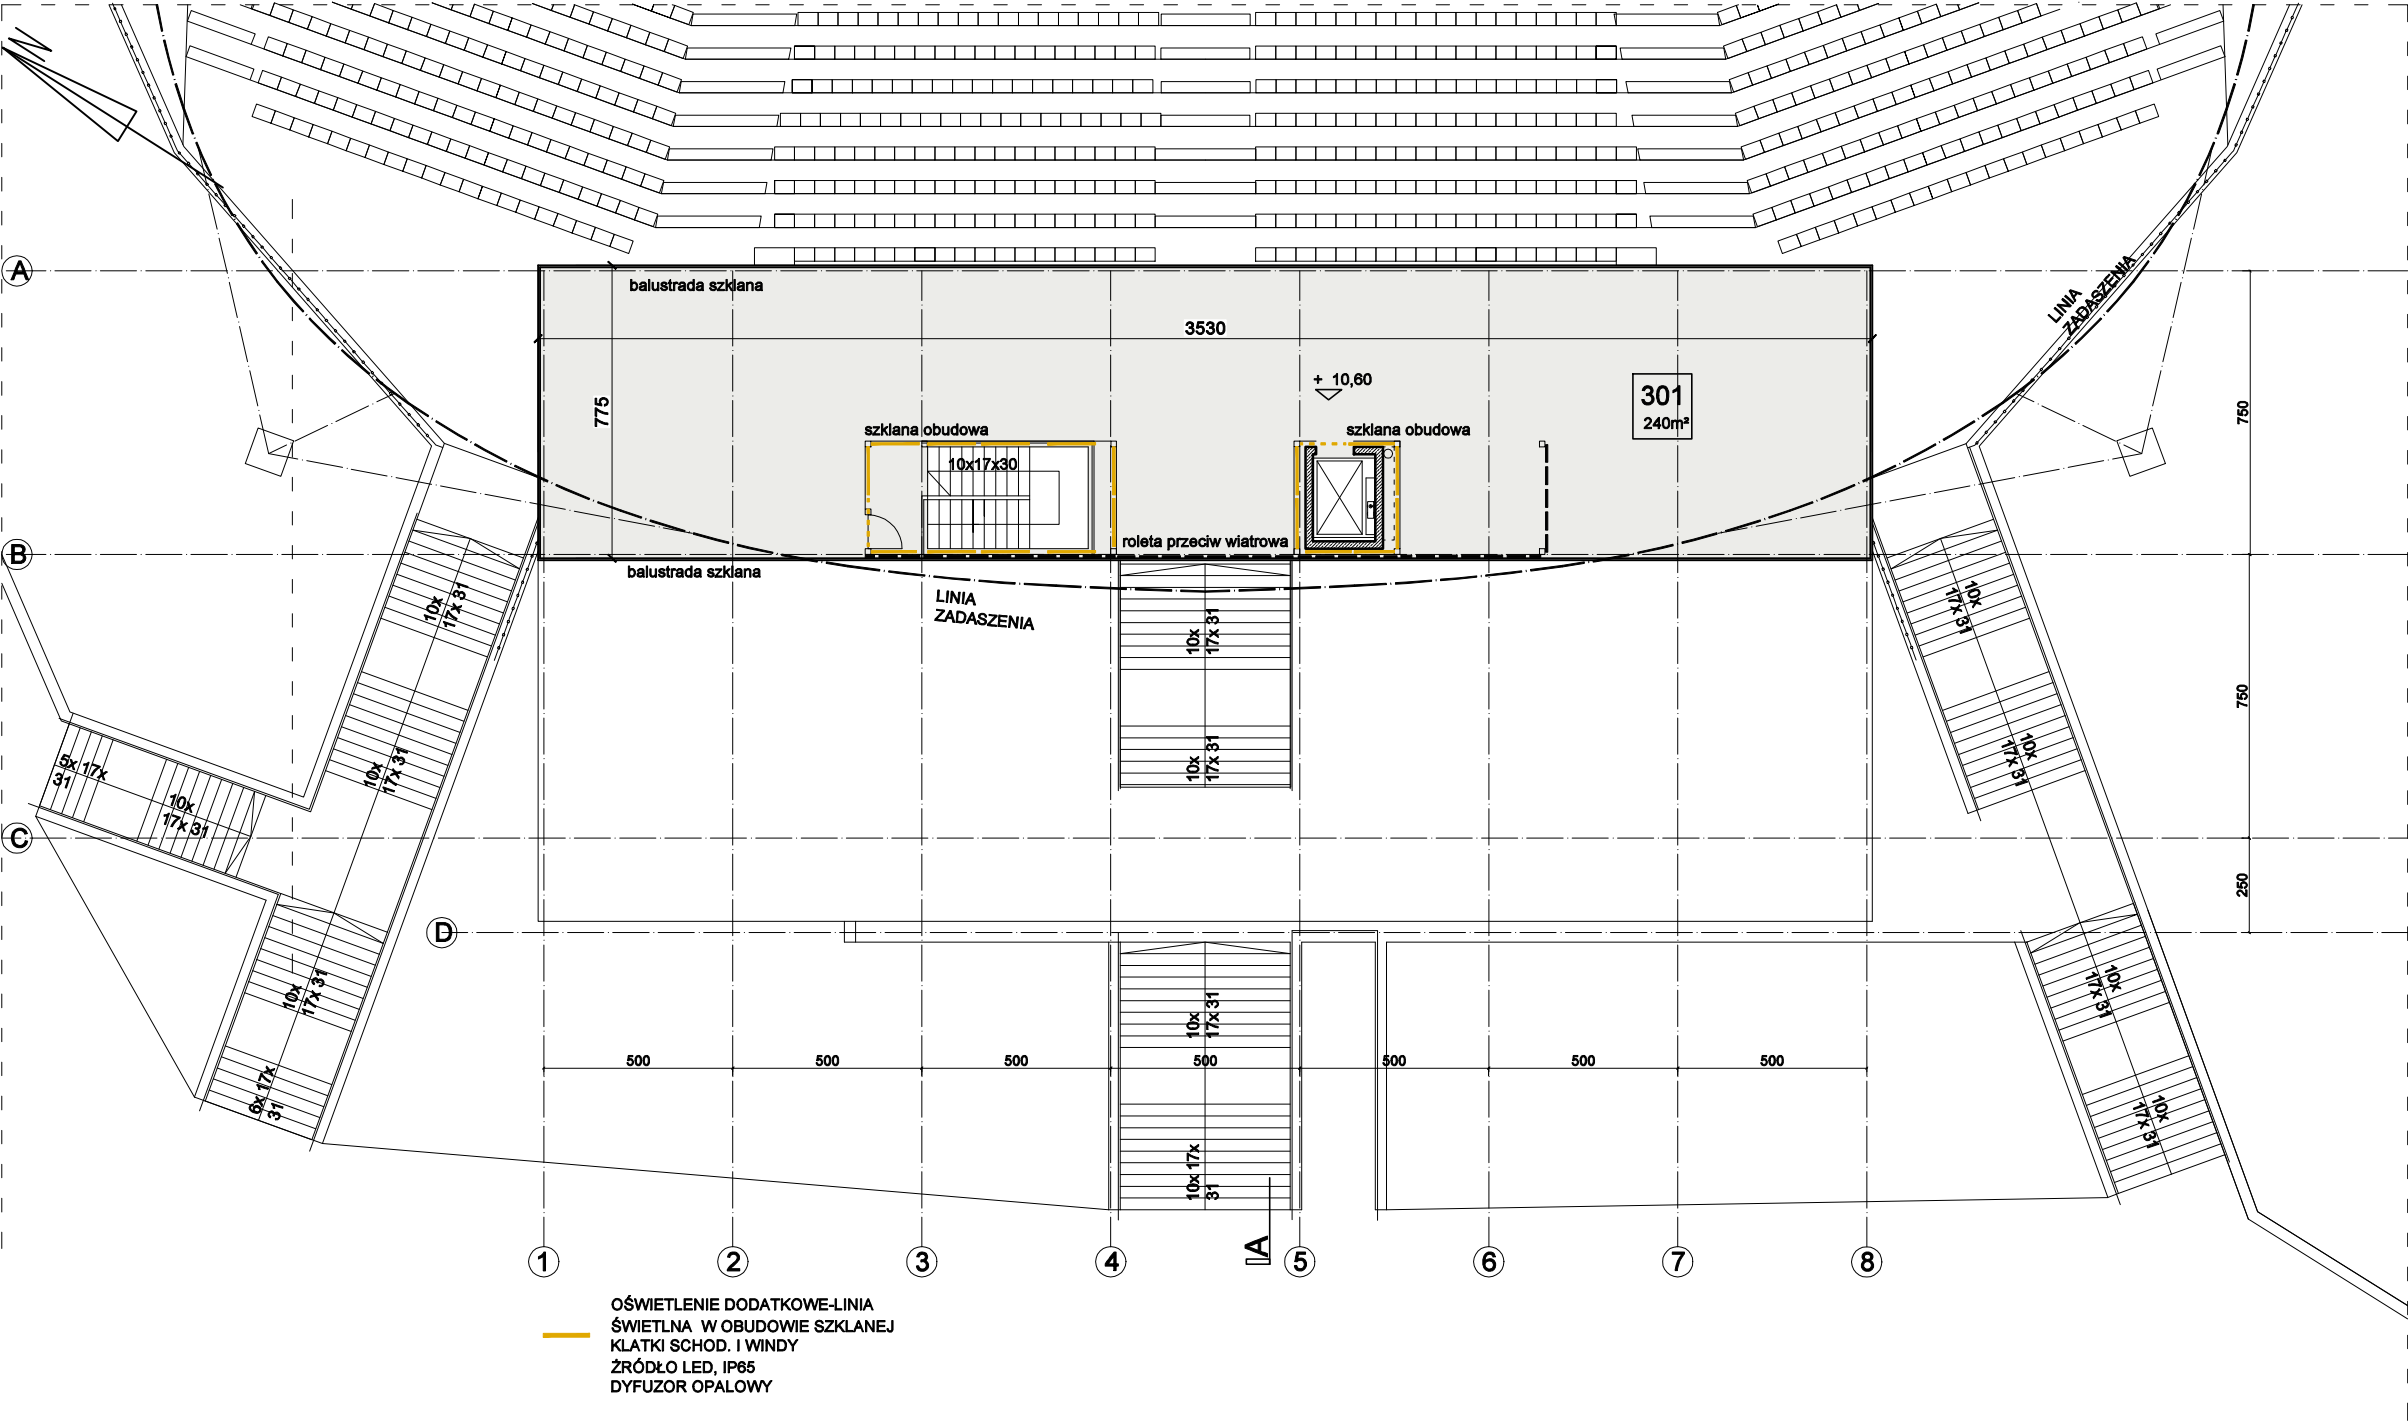 N
A
balustrada szklana
3530
775
+ 10,60
301
240m²
szklana obudowa
10x17x30
szklana obudowa
LINIA
ZADASZENIA
750
B
roleta przeciw wiatrowa
balustrada szklana
LINIA
ZADASZENIA
10x
17x 31
10x
17x 31
10x
17x 31
10x
17x 31
10x
17x 31
10x
17x 31
750
5x 17x
31
10x
17x 31
C
250
D
10x
17x 31
10x
17x 31
10x
17x 31
500
500
500
500
500
500
500
6x 17x
31
10x 17x
31
10x
17x 31
A
1
2
3
4
5
6
7
8
OŚWIETLENIE DODATKOWE-LINIA
ŚWIETLNA W OBUDOWIE SZKLANEJ
KLATKI SCHOD. I WINDY
ŻRÓDŁO LED, IP65
DYFUZOR OPALOWY